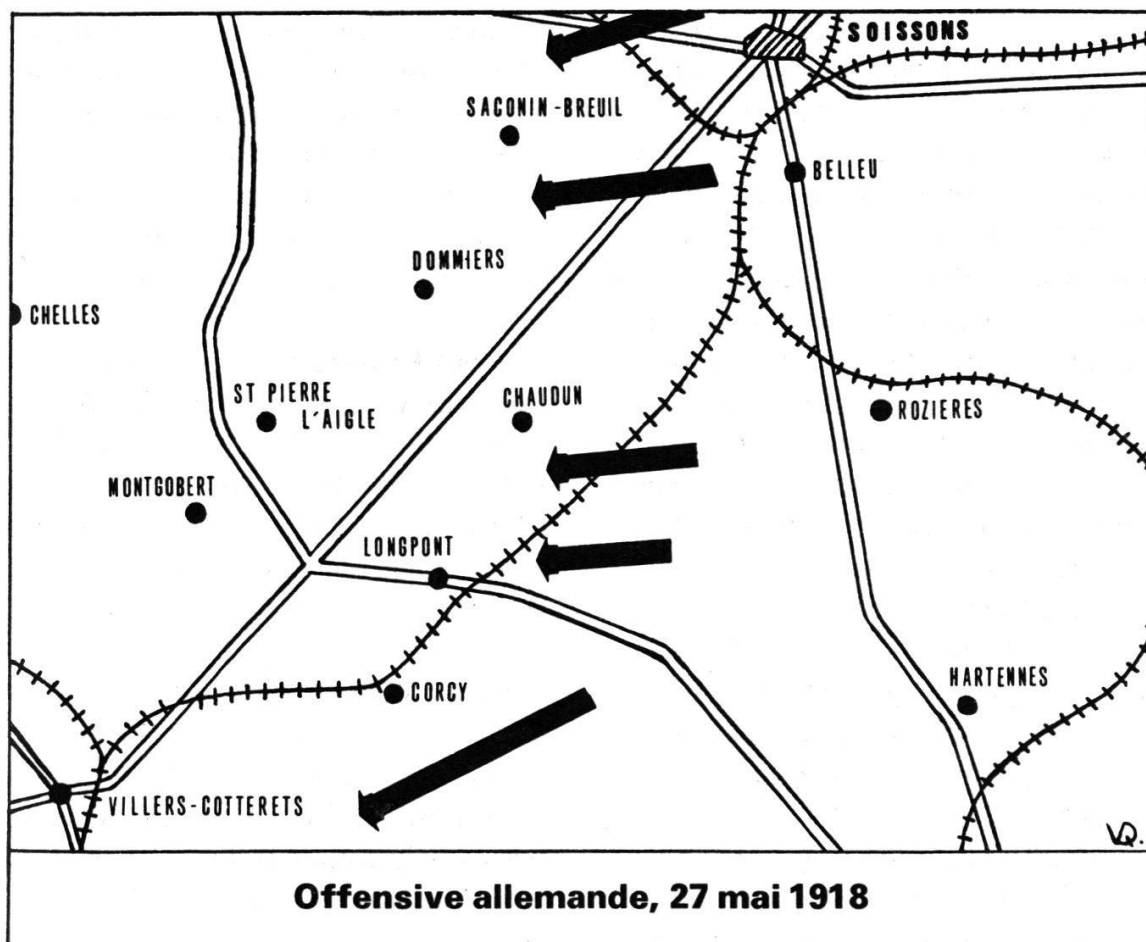 SOISSONS
SACONIN-BREUIL
BELLEU
DOMMIERS
CHELLES
ST PIERRE
L'AIGLE
CHAUDUN
ROZIERES
MONTGOBERT
LONGPONT
HARTENNES
CORCY
VILLERS-COTTERETS
Offensive allemande, 27 mai 1918